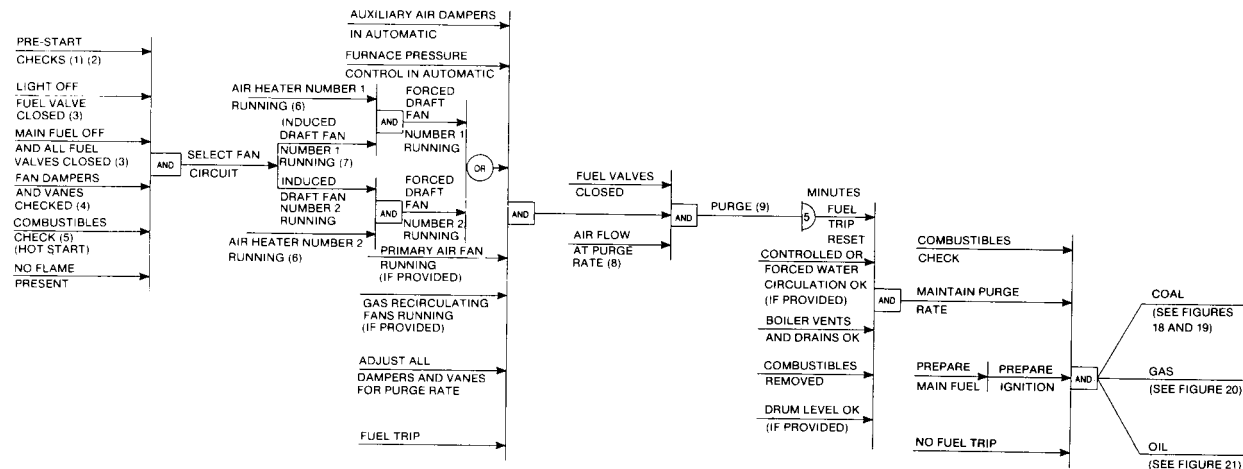 PRE-START
CHECKS (1) (2)
LIGHT OFF
FUEL VALVE
CLOSED (3)
MAIN FUEL OFF
AND ALL FUEL
VALVES CLOSED (3)
FAN DAMPERS
AND VANES
CHECKED (4)
COMBUSTIBLES
CHECK (5)
(HOT START)
NO FLAME
PRESENT
AND
SELECT FAN
CIRCUIT
AIR HEATER NUMBER 1
RUNNING (6)
INDUCED
DRAFT FAN
NUMBER 1
RUNNING (7)
INDUCED
DRAFT FAN
NUMBER 2
RUNNING
AIR HEATER NUMBER 2
RUNNING (6)
AND
FORCED
DRAFT
FAN
NUMBER 1
RUNNING
AND
FORCED
DRAFT
FAN
NUMBER 2
RUNNING
OR
AUXILIARY AIR DAMPERS
IN AUTOMATIC
FURNACE PRESSURE
CONTROL IN AUTOMATIC
PRIMARY AIR FAN
RUNNING
(IF PROVIDED)
GAS RECIRCULATING
FANS RUNNING
(IF PROVIDED)
ADJUST ALL
DAMPERS AND VANES
FOR PURGE RATE
FUEL TRIP
AND
FUEL VALVES
CLOSED
AIR FLOW
AT PURGE
RATE (8)
AND
PURGE (9)
5
MINUTES
FUEL
TRIP
RESET
CONTROLLED OR
FORCED WATER
CIRCULATION OK
(IF PROVIDED)
BOILER VENTS
AND DRAINS OK
COMBUSTIBLES
REMOVED
DRUM LEVEL OK
(IF PROVIDED)
AND
MAINTAIN PURGE
RATE
COMBUSTIBLES
CHECK
PREPARE
MAIN FUEL
PREPARE
IGNITION
NO FUEL TRIP
AND
COAL
(SEE FIGURES
18 AND 19)
GAS
(SEE FIGURE 20)
OIL
(SEE FIGURE 21)